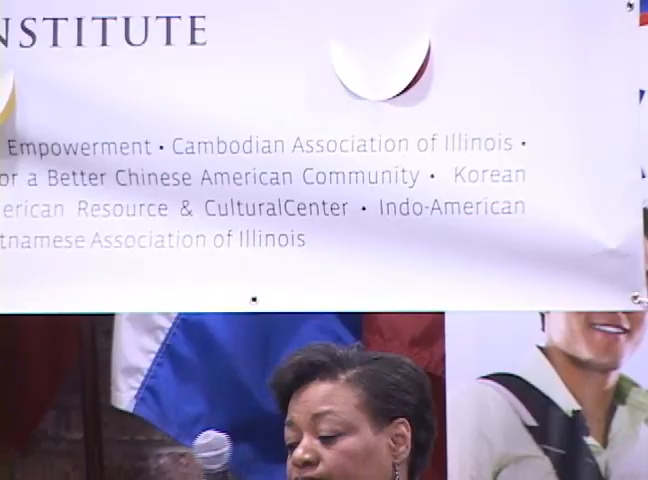 NSTITUTE
Empowerment • Cambodian Association of Illinois •
or a Better Chinese American Community • Korean
erican Resource & CulturalCenter • Indo-American
tnamese Association of Illinois